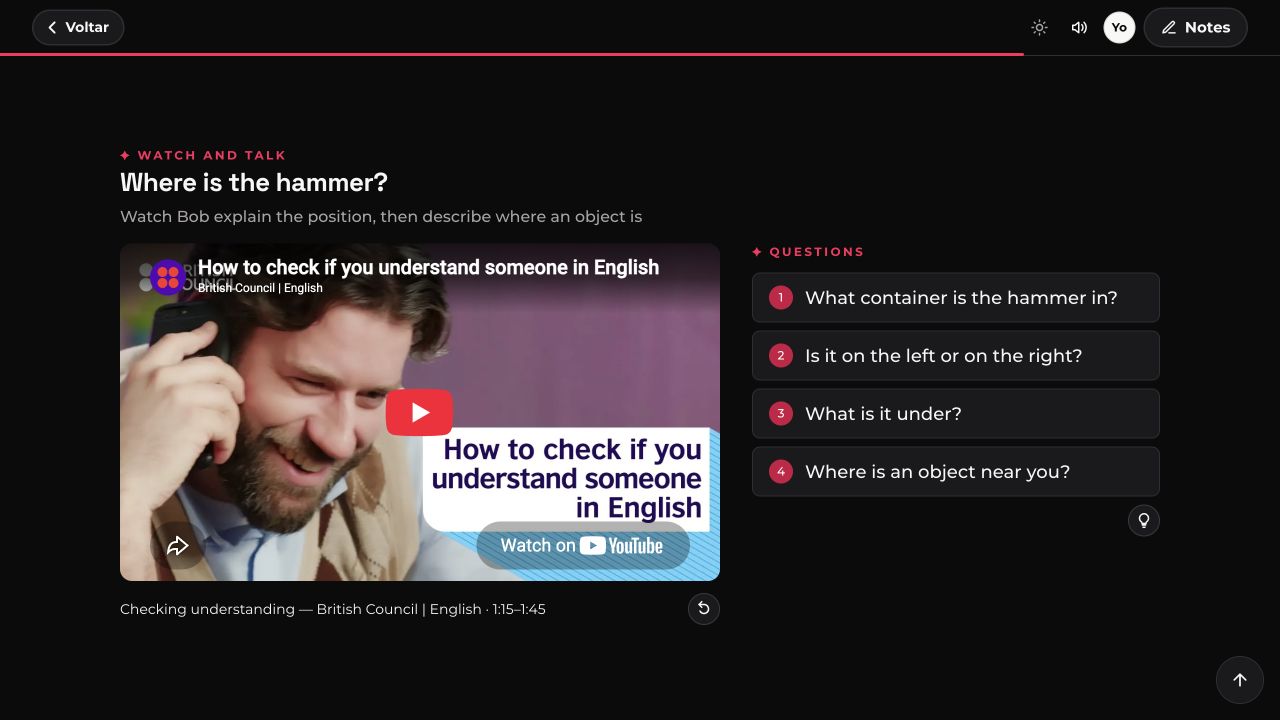 Voltar
Yo
Notes
WATCH AND TALK
Where is the hammer?
Watch Bob explain the position, then describe where an object is
How to check if you understand someone in English
British Council | English
How to check if you
understand someone
in English
Watch on YouTube
Checking understanding — British Council | English · 1:15–1:45
QUESTIONS
1 What container is the hammer in?
2 Is it on the left or on the right?
3 What is it under?
4 Where is an object near you?